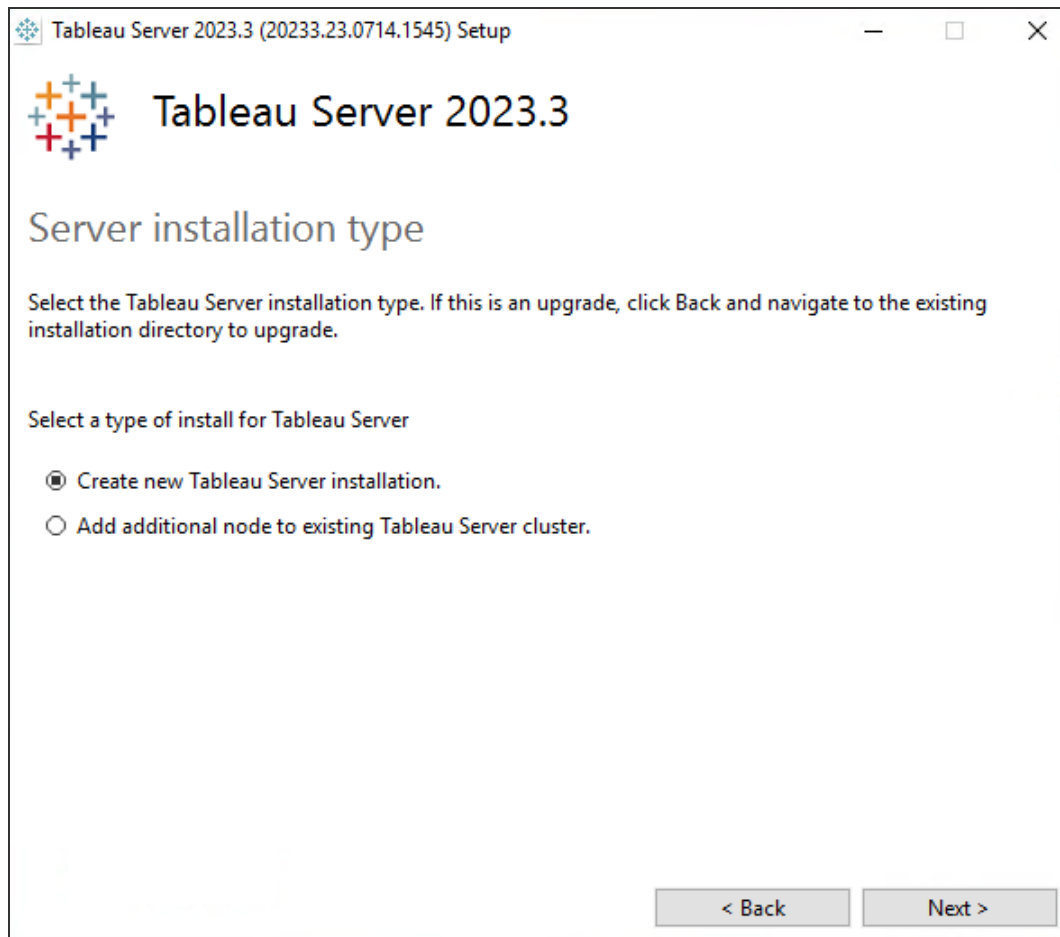 Tableau Server 2023.3 (20233.23.0714.1545) Setup
Tableau Server 2023.3
Server installation type
Select the Tableau Server installation type. If this is an upgrade, click Back and navigate to the existing
installation directory to upgrade.
Select a type of install for Tableau Server
Create new Tableau Server installation.
Add additional node to existing Tableau Server cluster.
< Back
Next >